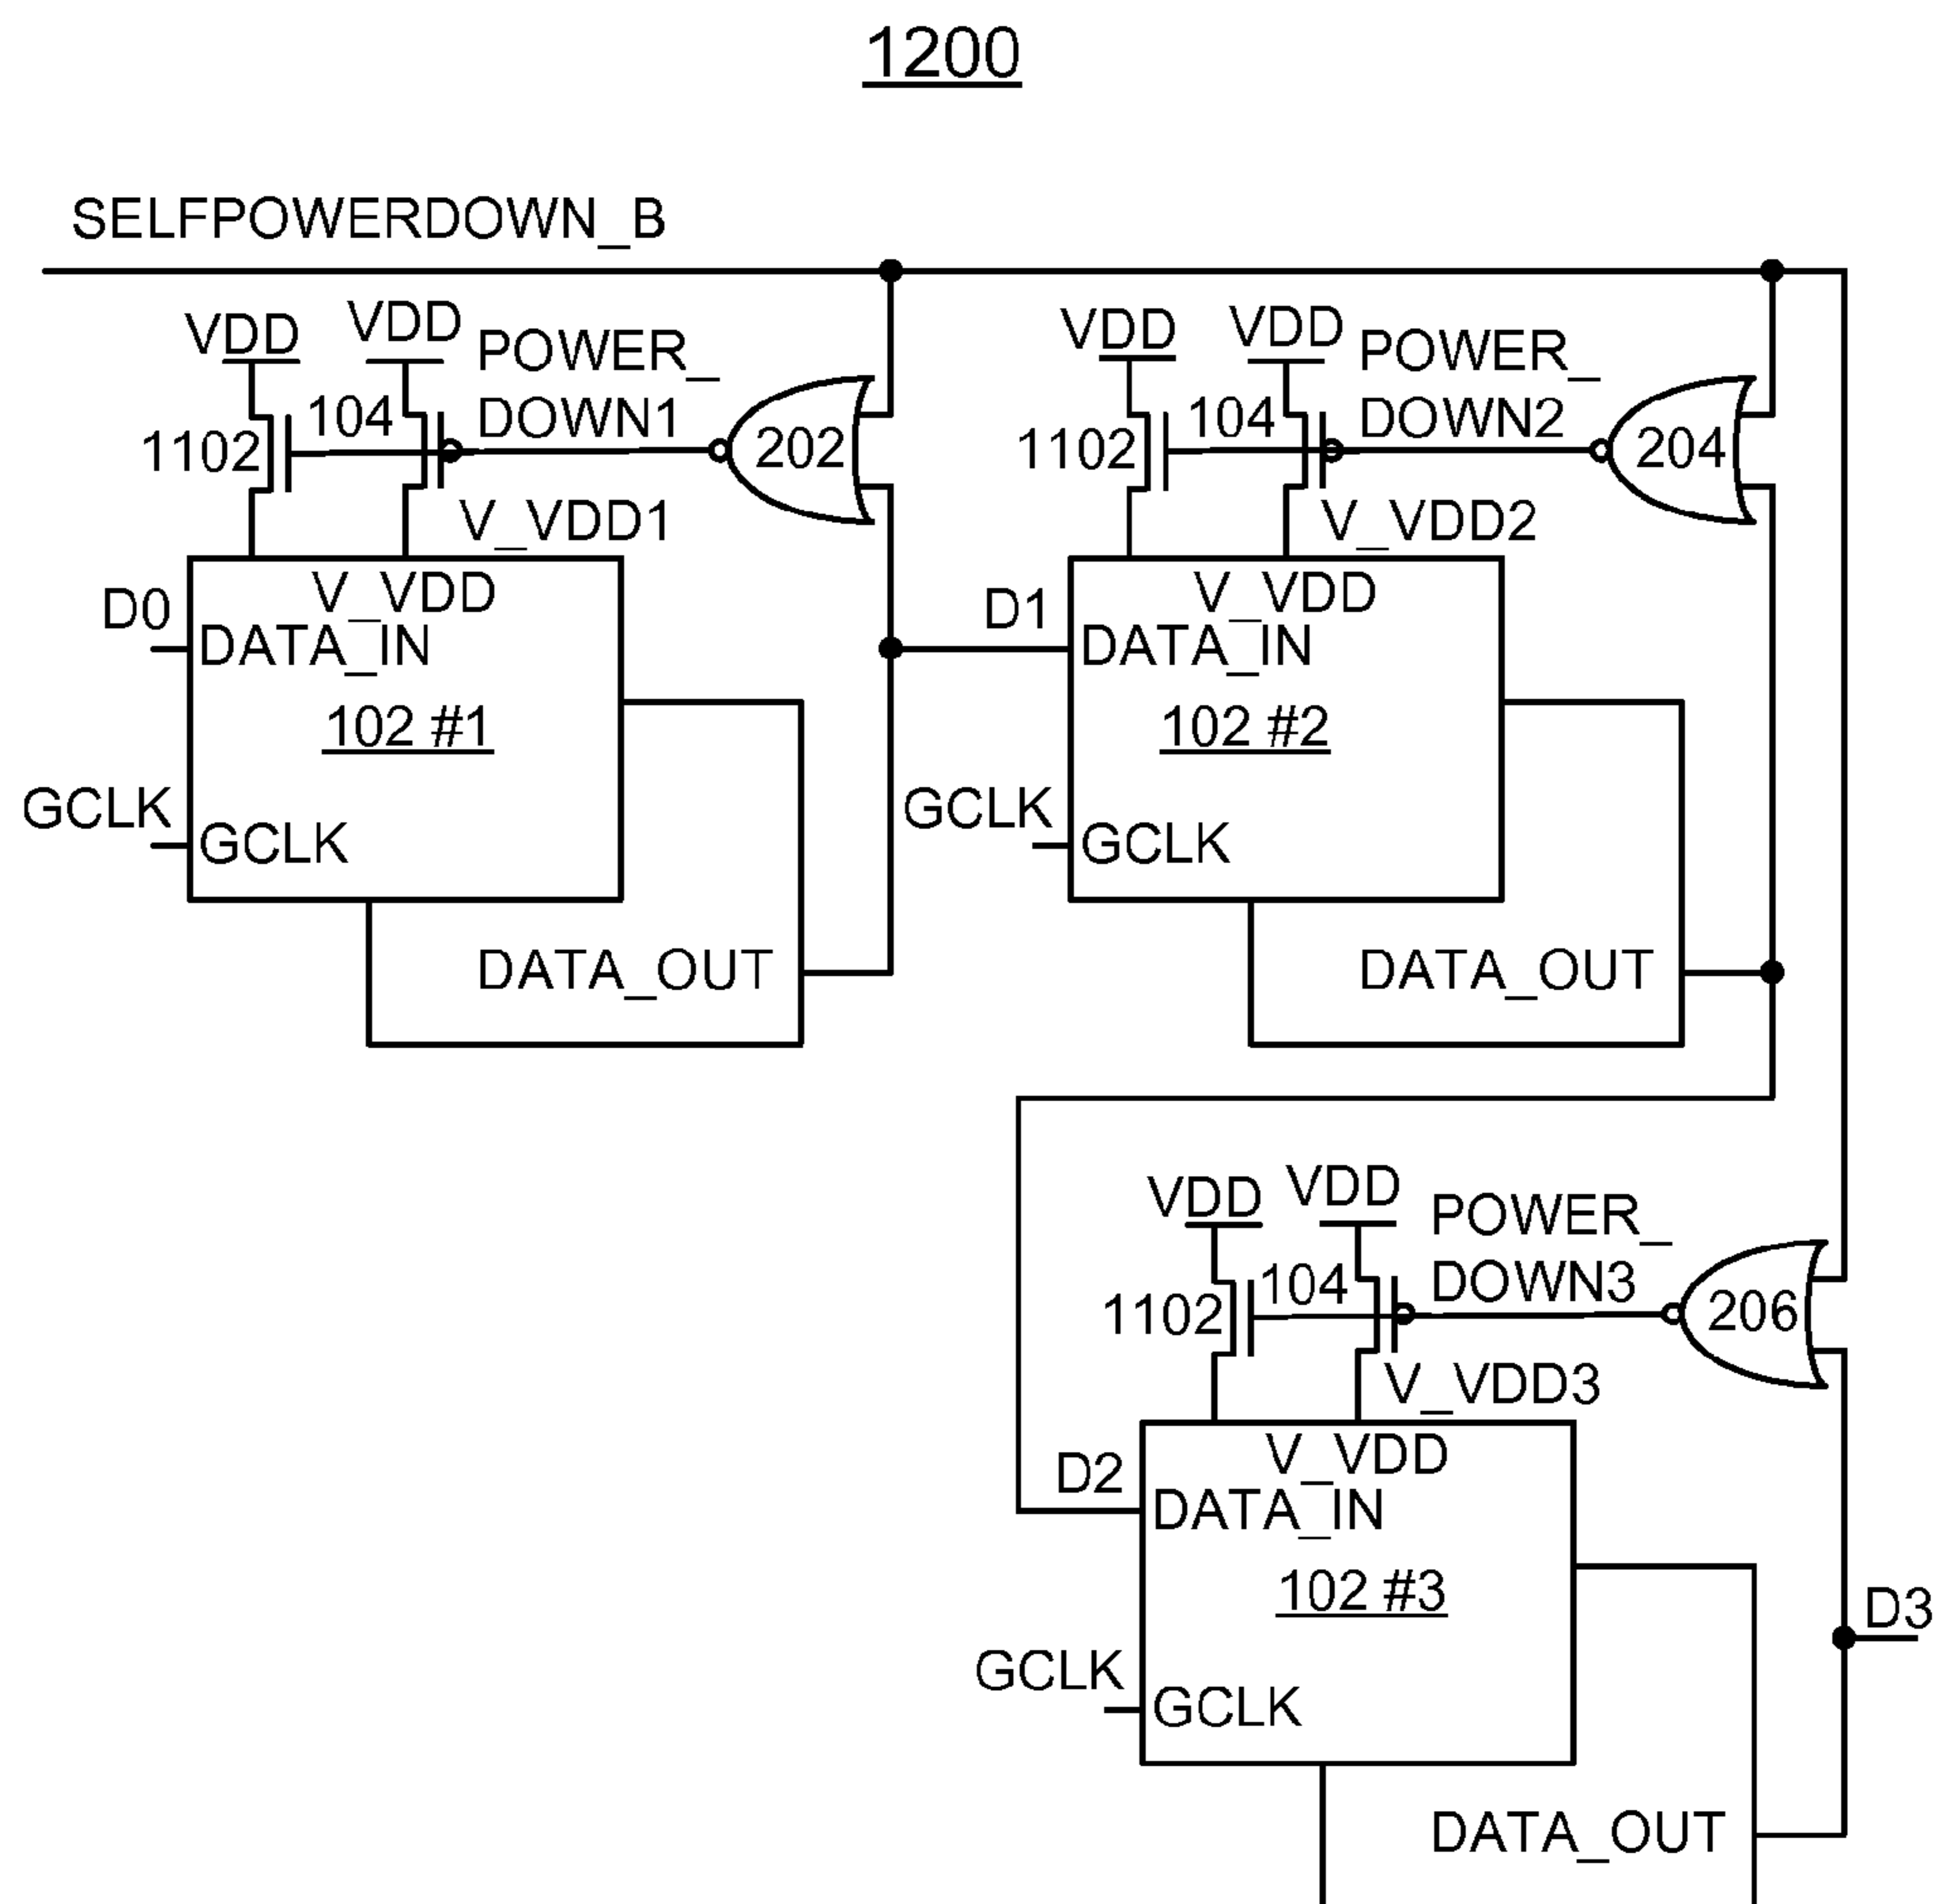 1200
SELFPOWERDOWN_B
VDD
VDD
POWER_
DOWN1
104
1102
202
V_VDD1
VDD
VDD
POWER_
DOWN2
104
1102
204
V_VDD2
D0
V_VDD
DATA_IN
102 #1
GCLK
GCLK
DATA_OUT
D1
V_VDD
DATA_IN
102 #2
GCLK
GCLK
DATA_OUT
VDD
VDD
POWER_
DOWN3
104
1102
206
V_VDD3
D2
V_VDD
DATA_IN
102 #3
D3
GCLK
GCLK
DATA_OUT